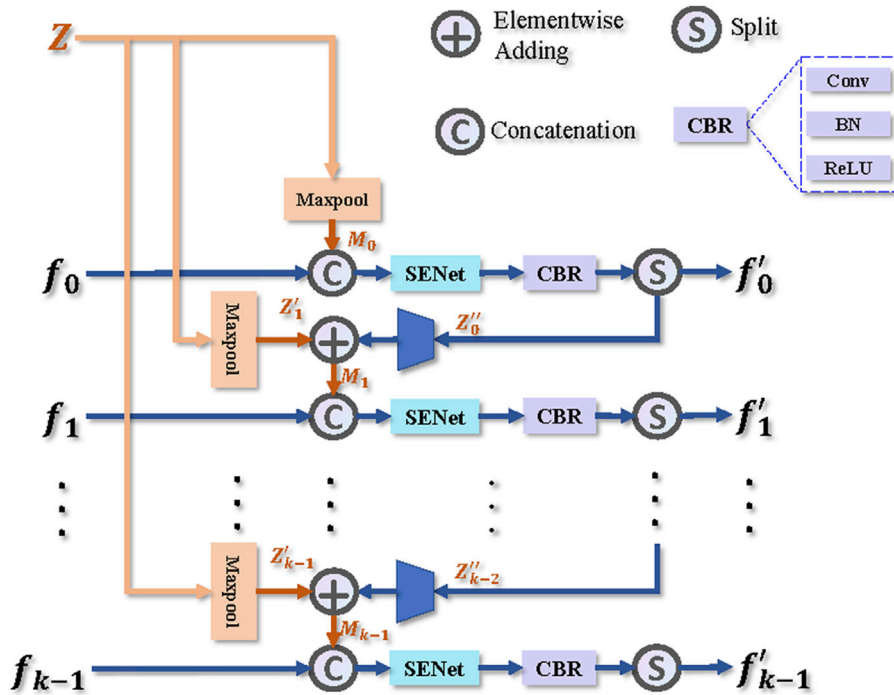 Z
Elementwise
Adding
S
Split
C
Concatenation
CBR
Conv
BN
ReLU
Maxpool
M₀
f₀
C
SENet
CBR
S
f′₀
Maxpool
Z′₁
Z″₀
M₁
f₁
C
SENet
CBR
S
f′₁
Maxpool
Z′ₖ₋₁
Z″ₖ₋₂
Mₖ₋₁
fₖ₋₁
C
SENet
CBR
S
f′ₖ₋₁